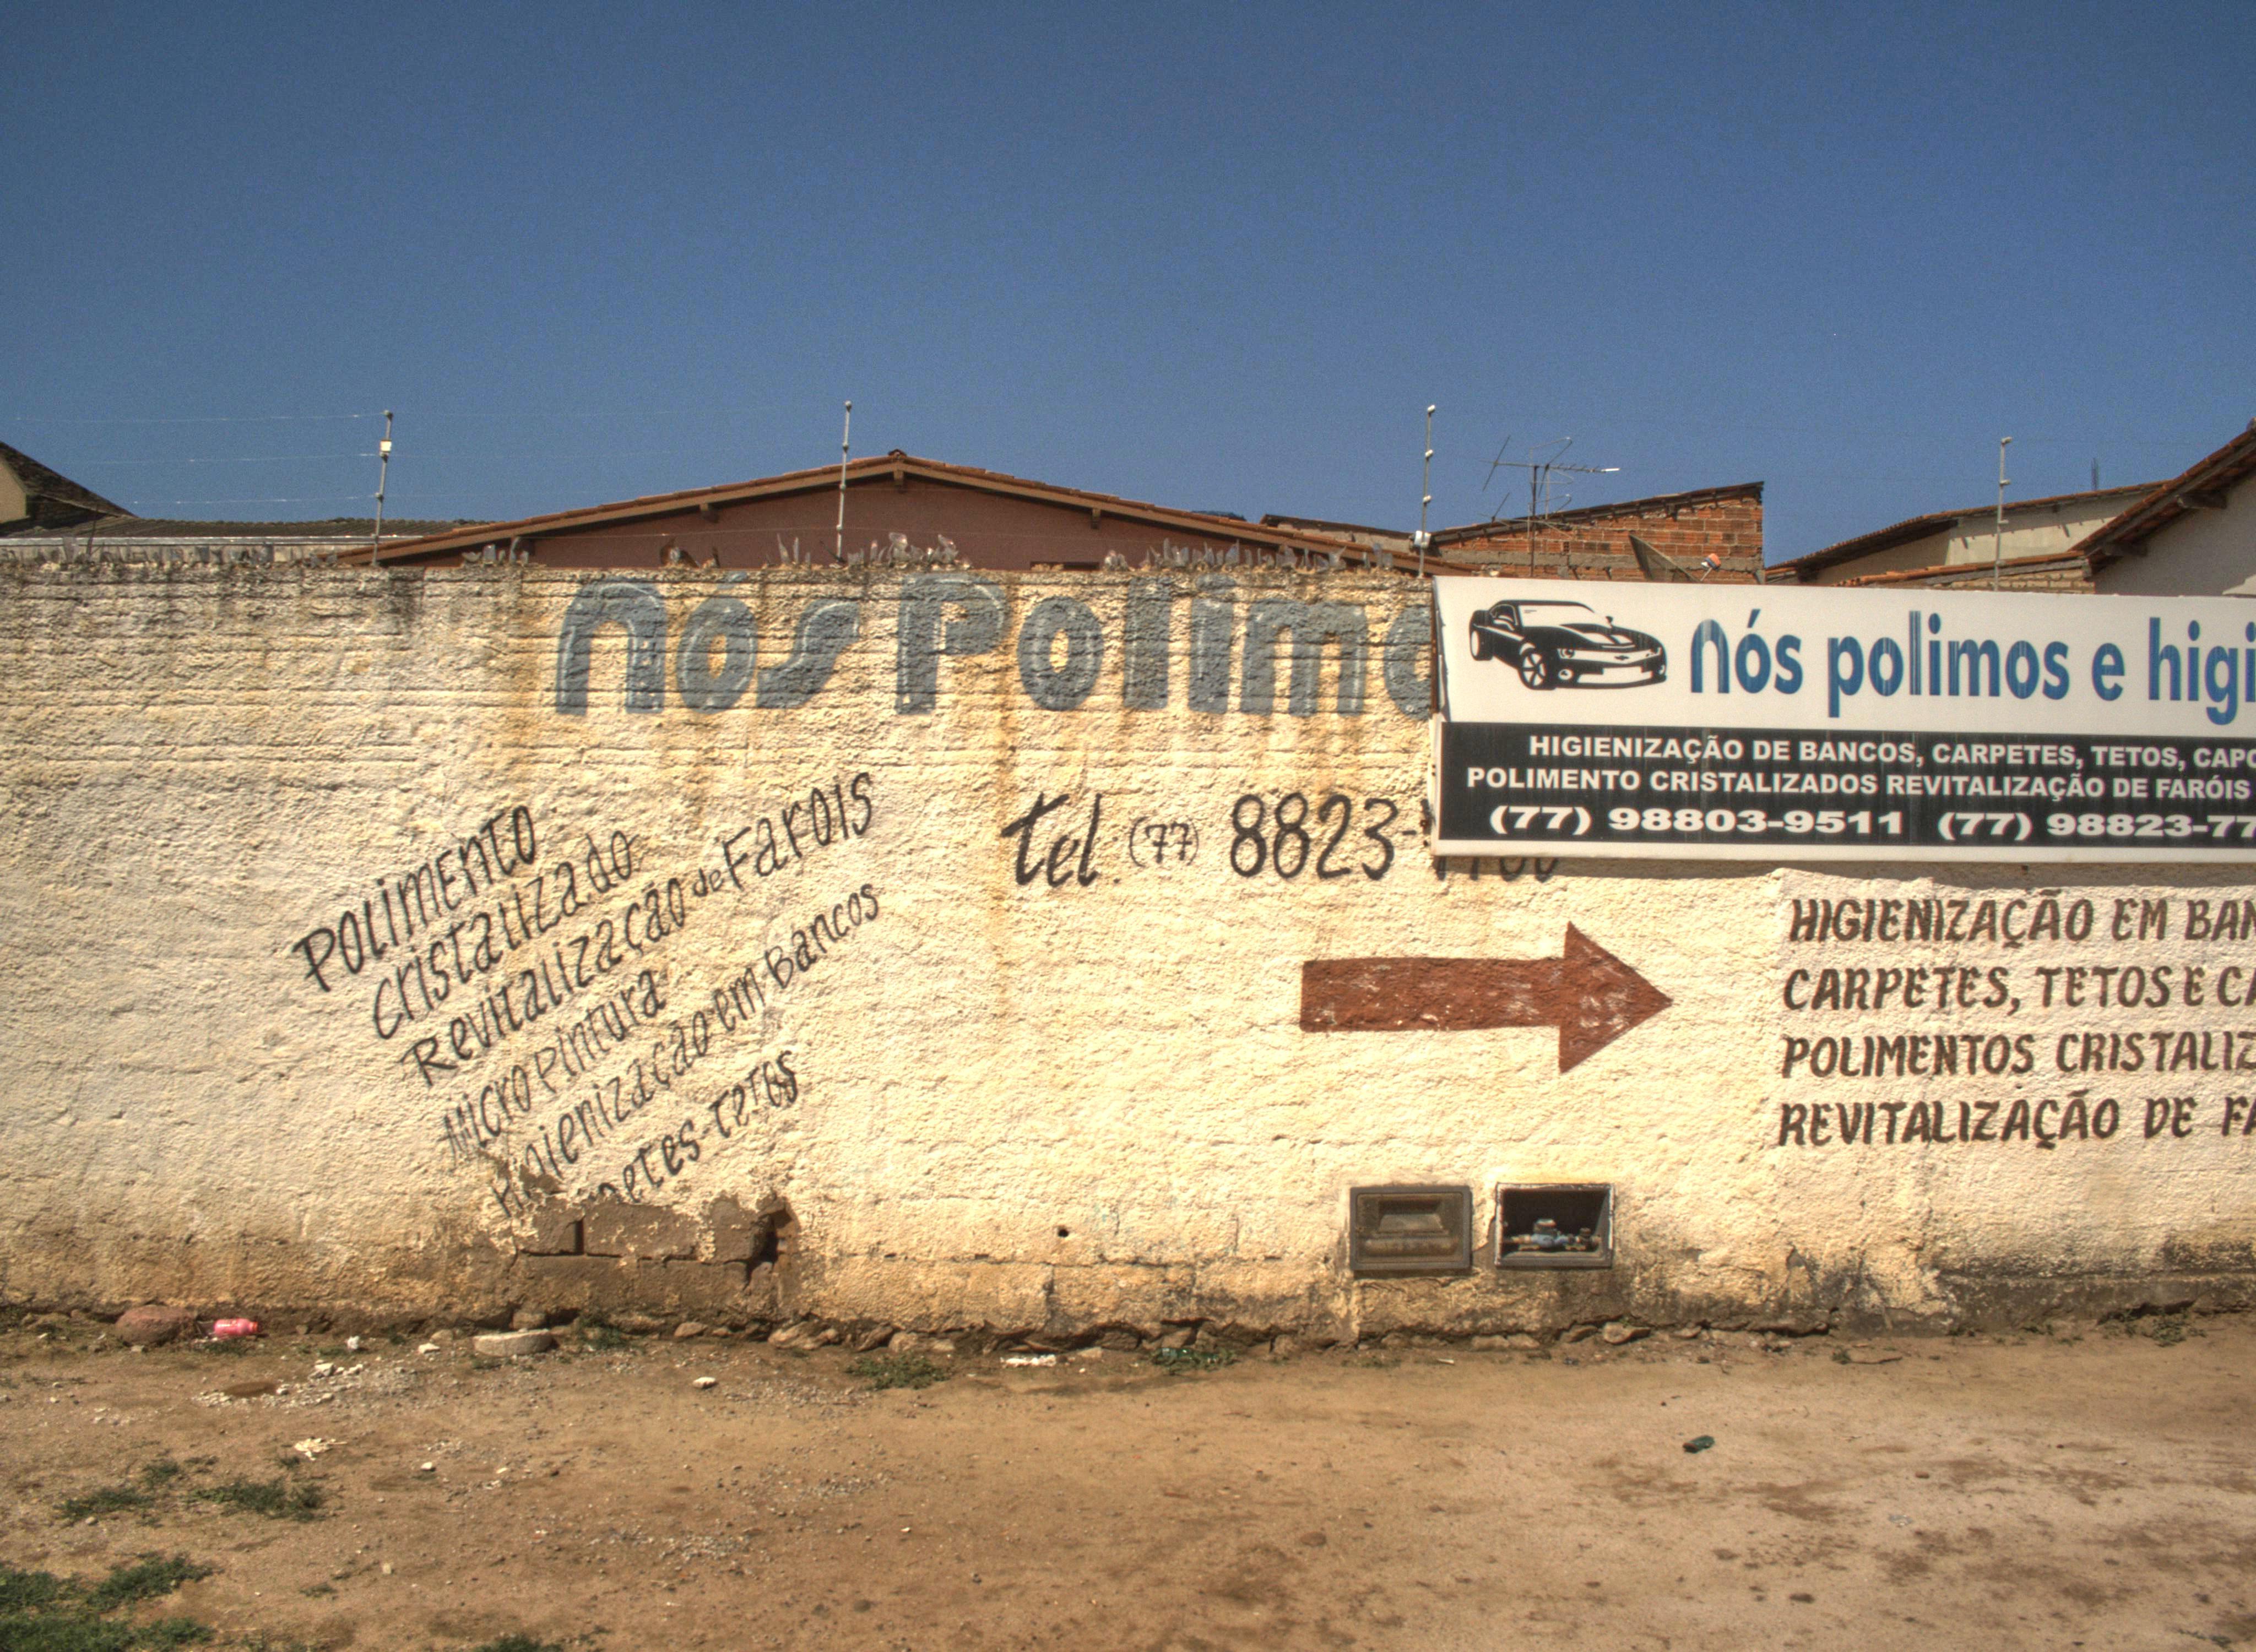 Nós Polimo
tel (77) 8823-
Polimento
Cristalizado
Revitalização de Farois
Micro pintura
Higienização em Bancos
petes-tetos
nós polimos e higi
HIGIENIZAÇÃO DE BANCOS, CARPETES, TETOS, CAPO
POLIMENTO CRISTALIZADOS REVITALIZAÇÃO DE FARÓIS
(77) 98803-9511 (77) 98823-77
HIGIENIZAÇÃO EM BAN
CARPETES, TETOS E CA
POLIMENTOS CRISTALIZ
REVITALIZAÇÃO DE FA